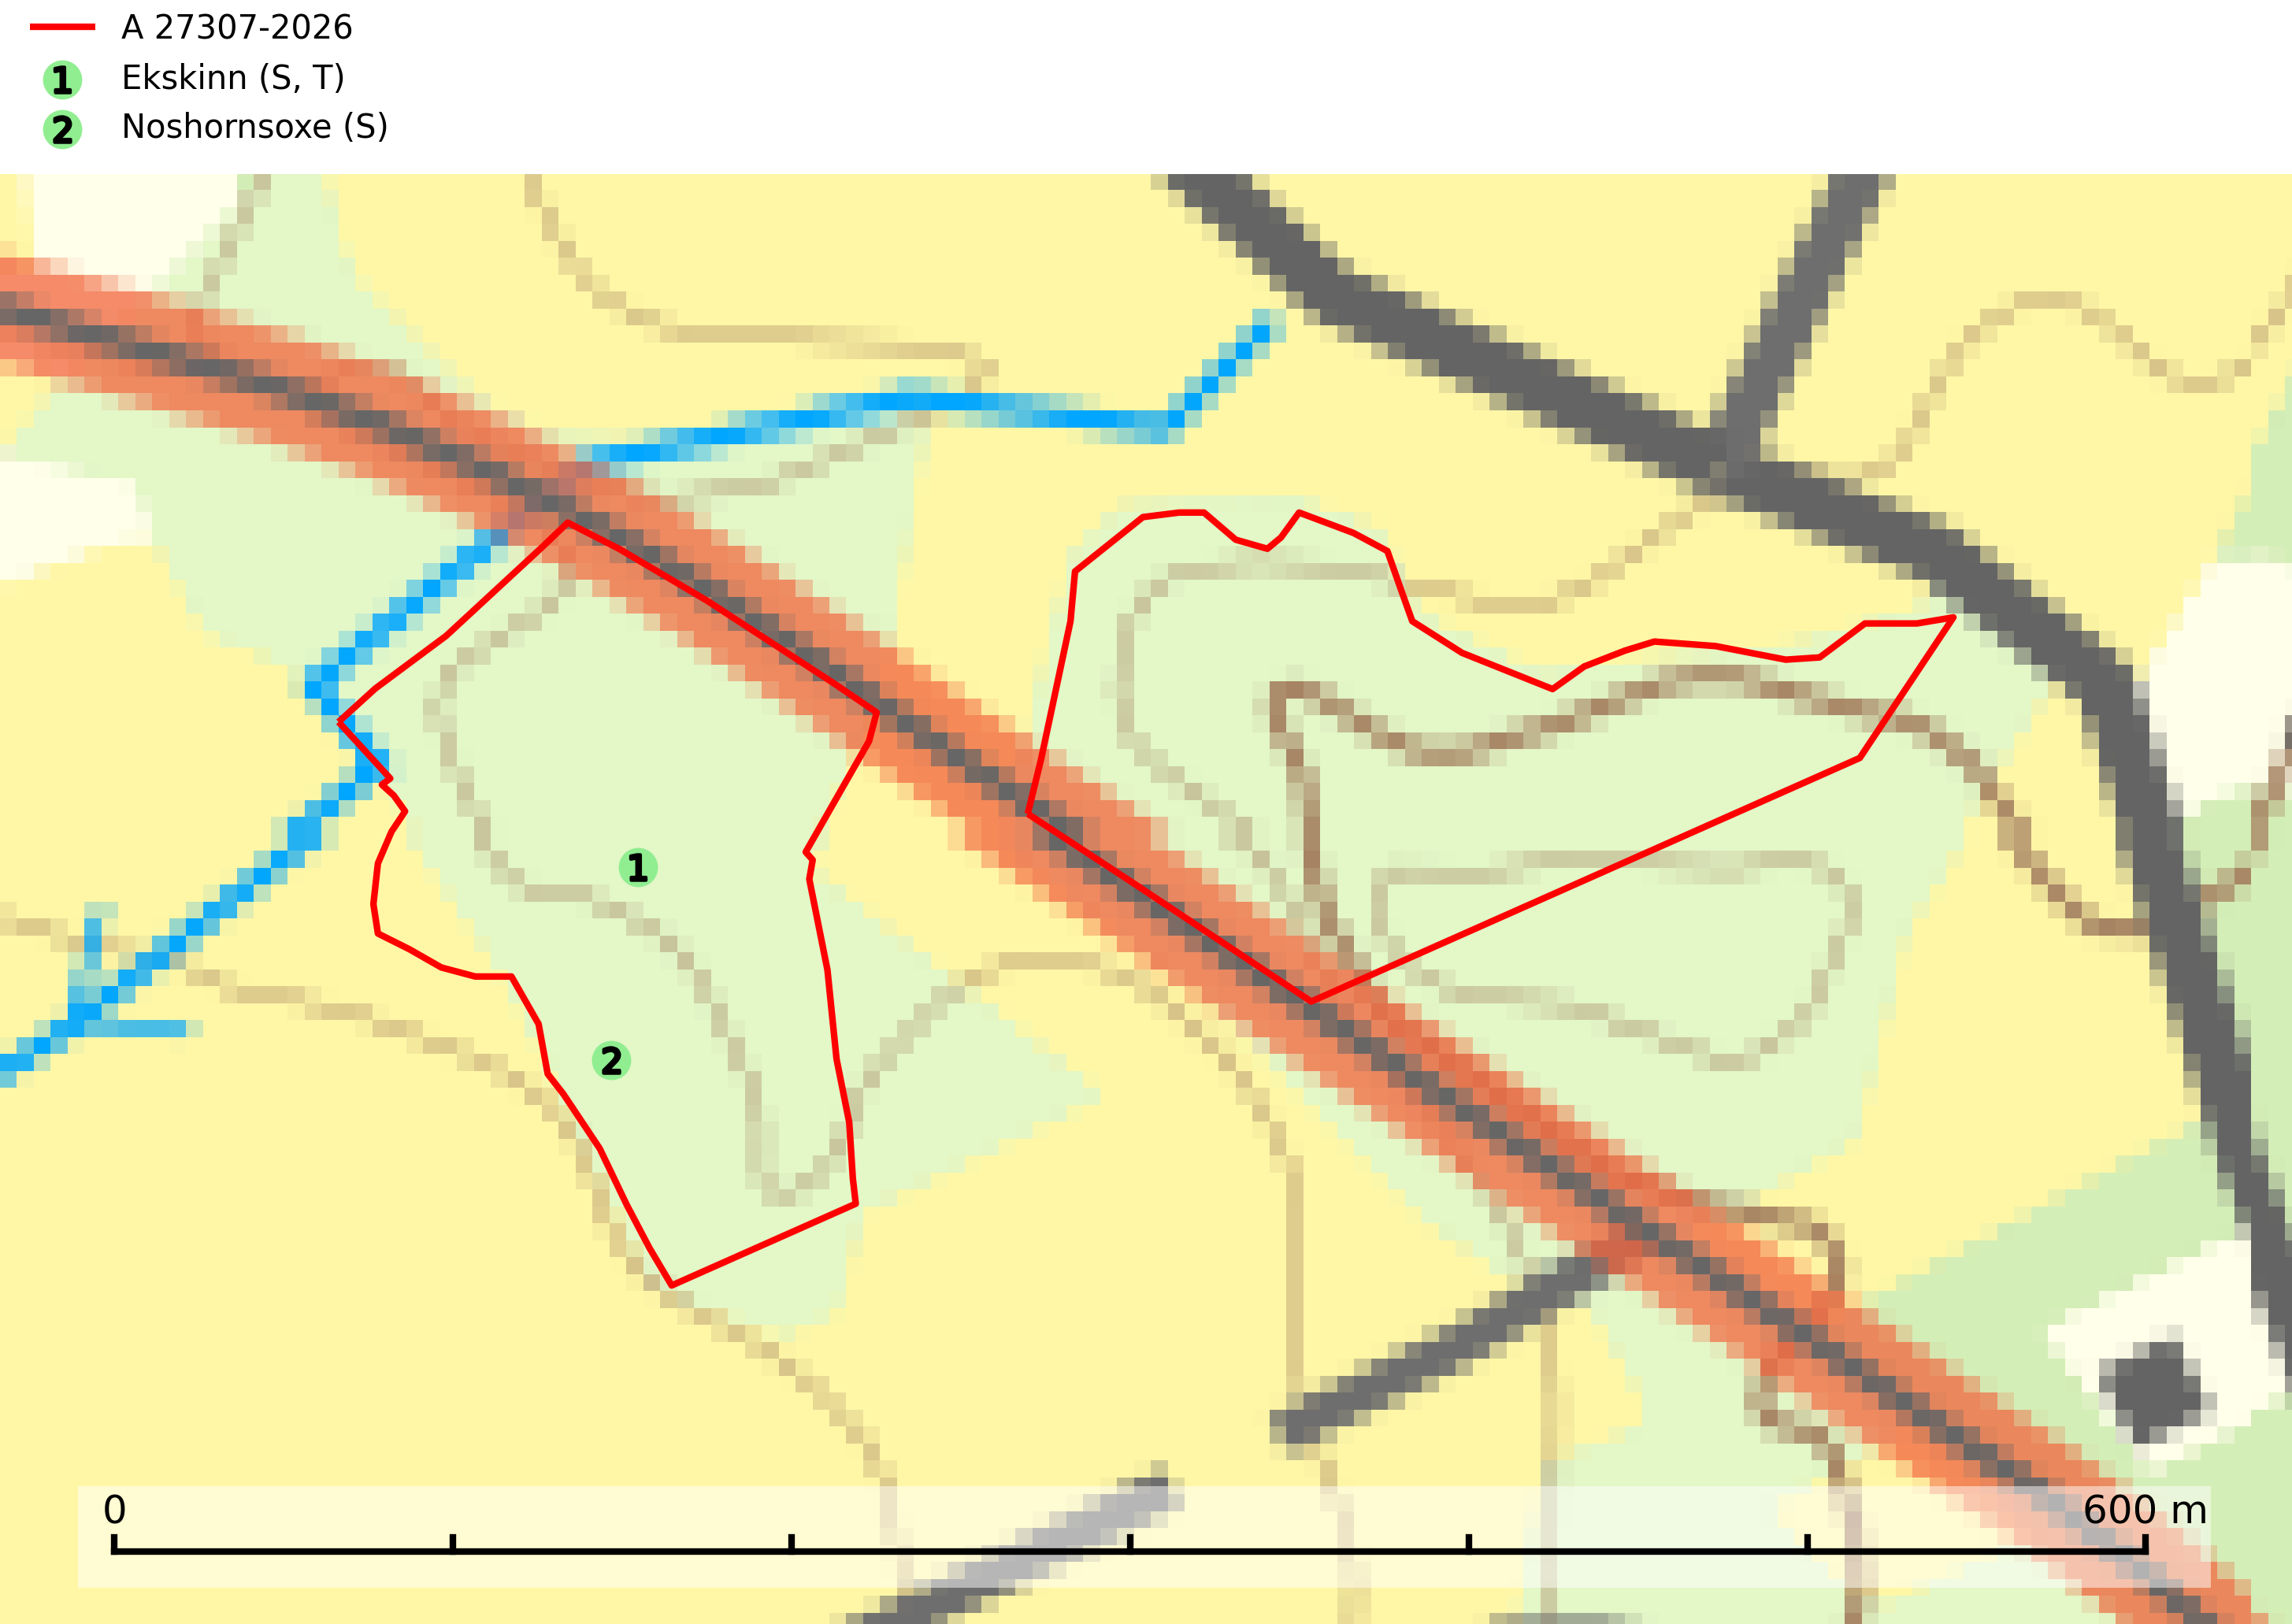 A 27307-2026
1 Ekskinn (S, T)
2 Noshornsoxe (S)
1
2
0 600 m